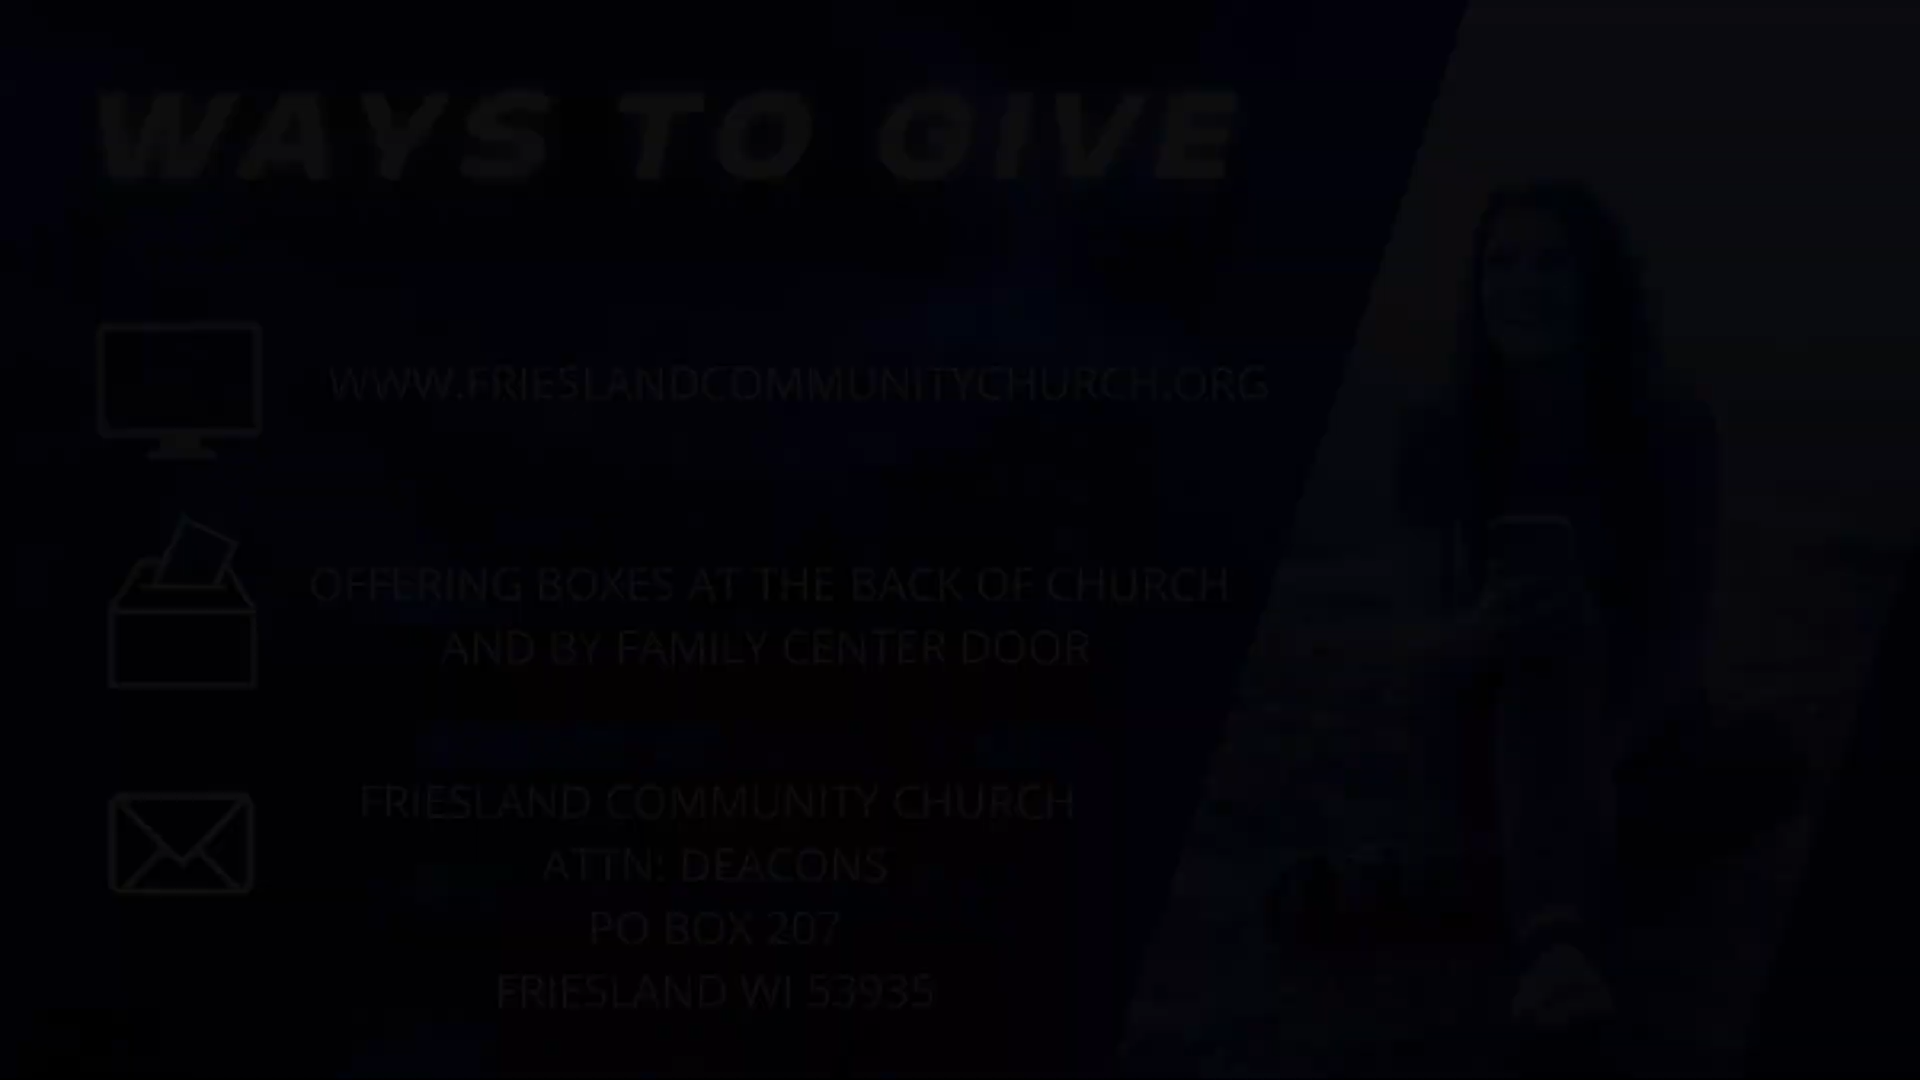 WAYS TO GIVE
WWW.FRIESLANDCOMMUNITYCHURCH.ORG
OFFERING BOXES AT THE BACK OF CHURCH
AND BY FAMILY CENTER DOOR
FRIESLAND COMMUNITY CHURCH
ATTN: DEACONS
PO BOX 207
FRIESLAND WI 53935